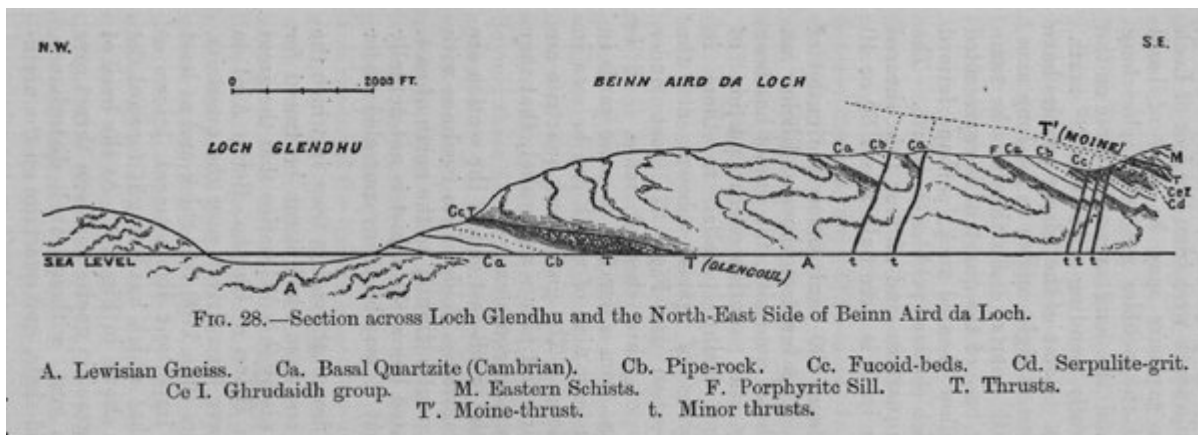 N.W.
S.E.
0 2000 FT.
BEINN AIRD DA LOCH
LOCH GLENDHU
T' (MOINE)
Ca Cb Ca F Ca Cb Cc M
T
Ce I
Cd
Cc T
SEA LEVEL
Ca Cb T T (GLENCOUL) A t t t t t
A
FIG. 28.—Section across Loch Glendhu and the North-East Side of Beinn Aird da Loch.
A. Lewisian Gneiss. Ca. Basal Quartzite (Cambrian). Cb. Pipe-rock. Cc. Fucoid-beds. Cd. Serpulite-grit.
Ce I. Ghrudaidh group. M. Eastern Schists. F. Porphyrite Sill. T. Thrusts.
T'. Moine-thrust. t. Minor thrusts.